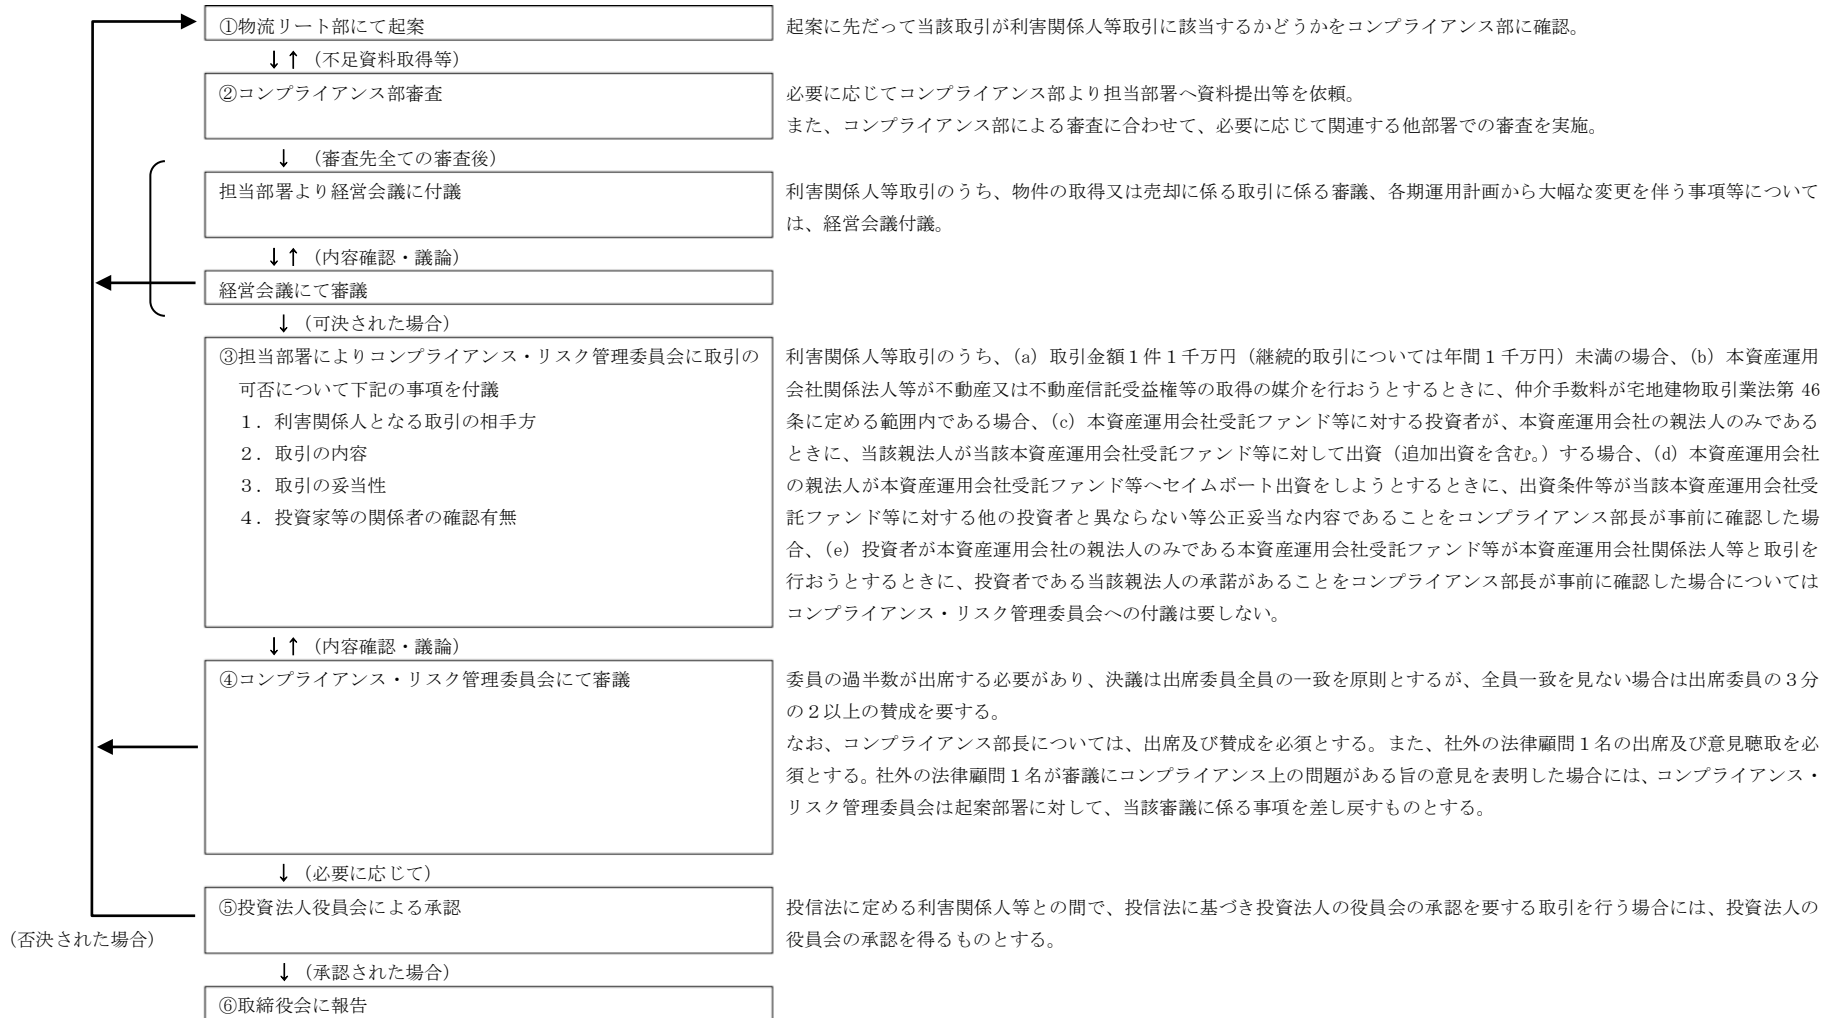 ①物流リート部にて起案
起案に先だって当該取引が利害関係人等取引に該当するかどうかをコンプライアンス部に確認。
↓↑（不足資料取得等）
②コンプライアンス部審査
必要に応じてコンプライアンス部より担当部署へ資料提出等を依頼。
また、コンプライアンス部による審査に合わせて、必要に応じて関連する他部署での審査を実施。
↓（審査先全ての審査後）
担当部署より経営会議に付議
利害関係人等取引のうち、物件の取得又は売却に係る取引に係る審議、各期運用計画から大幅な変更を伴う事項等について
は、経営会議付議。
↓↑（内容確認・議論）
経営会議にて審議
↓（可決された場合）
③担当部署によりコンプライアンス・リスク管理委員会に取引の
可否について下記の事項を付議
１．利害関係人となる取引の相手方
２．取引の内容
３．取引の妥当性
４．投資家等の関係者の確認有無
利害関係人等取引のうち、(a) 取引金額１件１千万円（継続的取引については年間１千万円）未満の場合、(b) 本資産運用
会社関係法人等が不動産又は不動産信託受益権等の取得の媒介を行おうとするときに、仲介手数料が宅地建物取引業法第 46
条に定める範囲内である場合、(c) 本資産運用会社受託ファンド等に対する投資者が、本資産運用会社の親法人のみである
ときに、当該親法人が当該本資産運用会社受託ファンド等に対して出資（追加出資を含む。）する場合、(d) 本資産運用会社
の親法人が本資産運用会社受託ファンド等へセイムボート出資をしようとするときに、出資条件等が当該本資産運用会社受
託ファンド等に対する他の投資者と異ならない等公正妥当な内容であることをコンプライアンス部長が事前に確認した場
合、(e) 投資者が本資産運用会社の親法人のみである本資産運用会社受託ファンド等が本資産運用会社関係法人等と取引を
行おうとするときに、投資者である当該親法人の承諾があることをコンプライアンス部長が事前に確認した場合については
コンプライアンス・リスク管理委員会への付議は要しない。
↓↑（内容確認・議論）
④コンプライアンス・リスク管理委員会にて審議
委員の過半数が出席する必要があり、決議は出席委員全員の一致を原則とするが、全員一致を見ない場合は出席委員の３分
の２以上の賛成を要する。
なお、コンプライアンス部長については、出席及び賛成を必須とする。また、社外の法律顧問１名の出席及び意見聴取を必
須とする。社外の法律顧問１名が審議にコンプライアンス上の問題がある旨の意見を表明した場合には、コンプライアンス・
リスク管理委員会は起案部署に対して、当該審議に係る事項を差し戻すものとする。
↓（必要に応じて）
⑤投資法人役員会による承認
投信法に定める利害関係人等との間で、投信法に基づき投資法人の役員会の承認を要する取引を行う場合には、投資法人の
役員会の承認を得るものとする。
（否決された場合）
↓（承認された場合）
⑥取締役会に報告